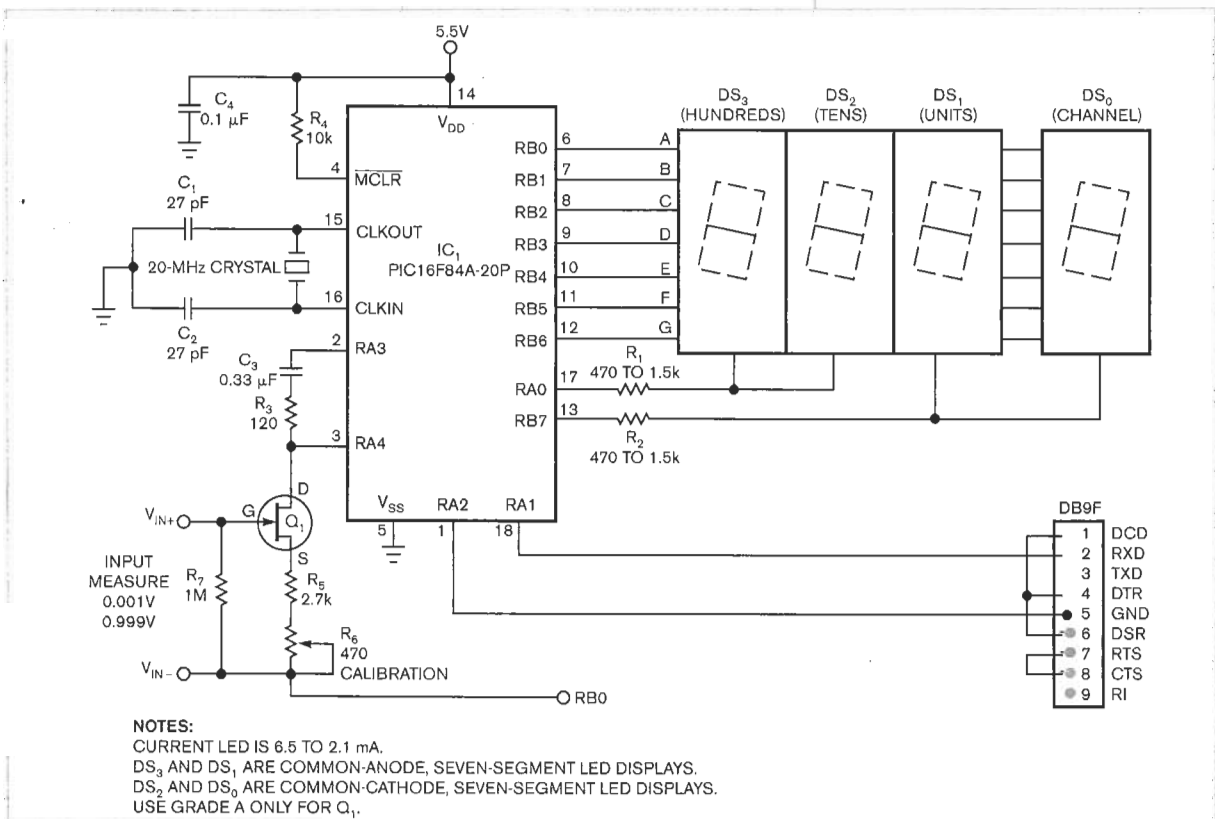 5.5V
C4
0.1 µF
R4
10k
14
VDD
4
MCLR
C1
27 pF
15
CLKOUT
20-MHz CRYSTAL
IC1
PIC16F84A-20P
16
CLKIN
C2
27 pF
2
RA3
C3
0.33 µF
R3
120
3
RA4
RB0
6
A
RB1
7
B
RB2
8
C
RB3
9
D
RB4
10
E
RB5
11
F
RB6
12
G
RA0
17
R1
470 TO 1.5k
RB7
13
R2
470 TO 1.5k
DS3
(HUNDREDS)
DS2
(TENS)
DS1
(UNITS)
DS0
(CHANNEL)
VSS
5
RA2
1
RA1
18
VIN+
G
D
Q1
S
INPUT
MEASURE
0.001V
0.999V
R7
1M
R5
2.7k
R6
470
CALIBRATION
VIN–
RB0
DB9F
1 DCD
2 RXD
3 TXD
4 DTR
5 GND
6 DSR
7 RTS
8 CTS
9 RI
NOTES:
CURRENT LED IS 6.5 TO 2.1 mA.
DS3 AND DS1 ARE COMMON-ANODE, SEVEN-SEGMENT LED DISPLAYS.
DS2 AND DS0 ARE COMMON-CATHODE, SEVEN-SEGMENT LED DISPLAYS.
USE GRADE A ONLY FOR Q1.